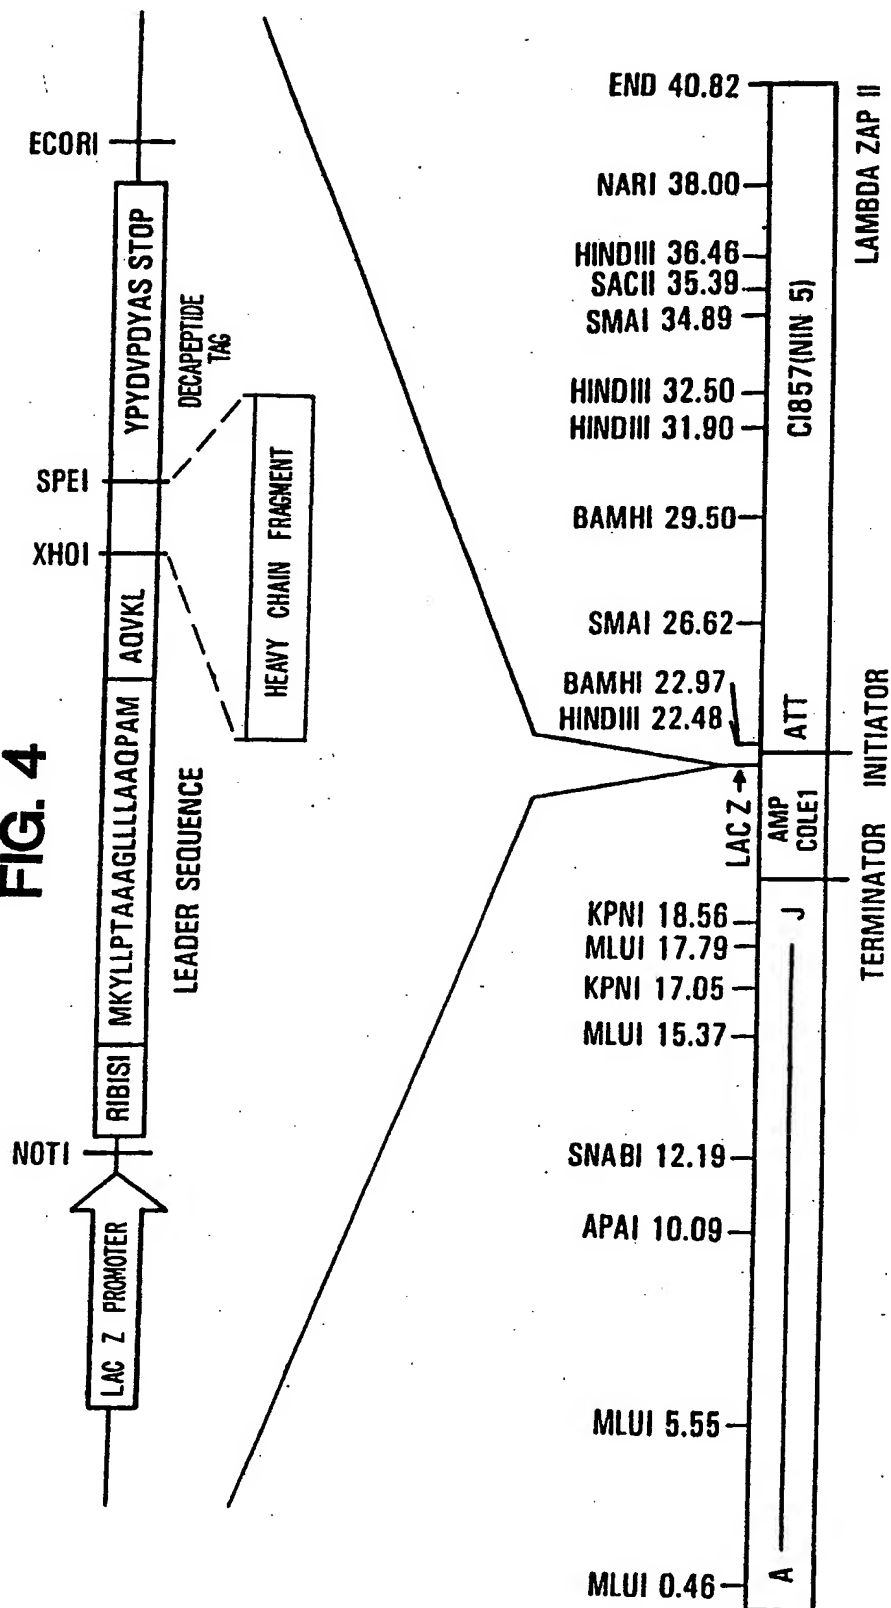 FIG. 4
LAC Z PROMOTER
NOTI
RIBISI
MKYLLPTAAAGLLLLAAQPAM
LEADER SEQUENCE
AQVKL
XHOI
SPEI
YPYDVPDYAS STOP
DECAPEPTIDE
TAG
ECORI
HEAVY CHAIN FRAGMENT
END 40.82
NARI 38.00
HINDIII 36.46
SACII 35.39
SMAI 34.89
HINDIII 32.50
HINDIII 31.90
BAMHI 29.50
SMAI 26.62
BAMHI 22.97
HINDIII 22.48
LAC Z
KPNI 18.56
MLUI 17.79
KPNI 17.05
MLUI 15.37
SNABI 12.19
APAI 10.09
MLUI 5.55
MLUI 0.46
A
J
AMP
COLE1
ATT
CI857(NIN 5)
TERMINATOR
INITIATOR
LAMBDA ZAP II